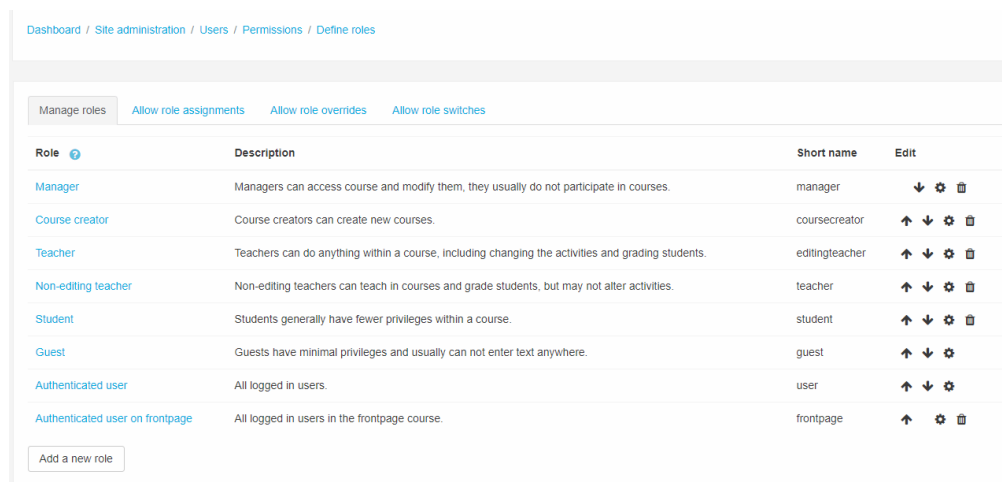 Dashboard / Site administration / Users / Permissions / Define roles
Manage roles Allow role assignments Allow role overrides Allow role switches
Role Description Short name Edit
Manager Managers can access course and modify them, they usually do not participate in courses. manager
Course creator Course creators can create new courses. coursecreator
Teacher Teachers can do anything within a course, including changing the activities and grading students. editingteacher
Non-editing teacher Non-editing teachers can teach in courses and grade students, but may not alter activities. teacher
Student Students generally have fewer privileges within a course. student
Guest Guests have minimal privileges and usually can not enter text anywhere. guest
Authenticated user All logged in users. user
Authenticated user on frontpage All logged in users in the frontpage course. frontpage
Add a new role